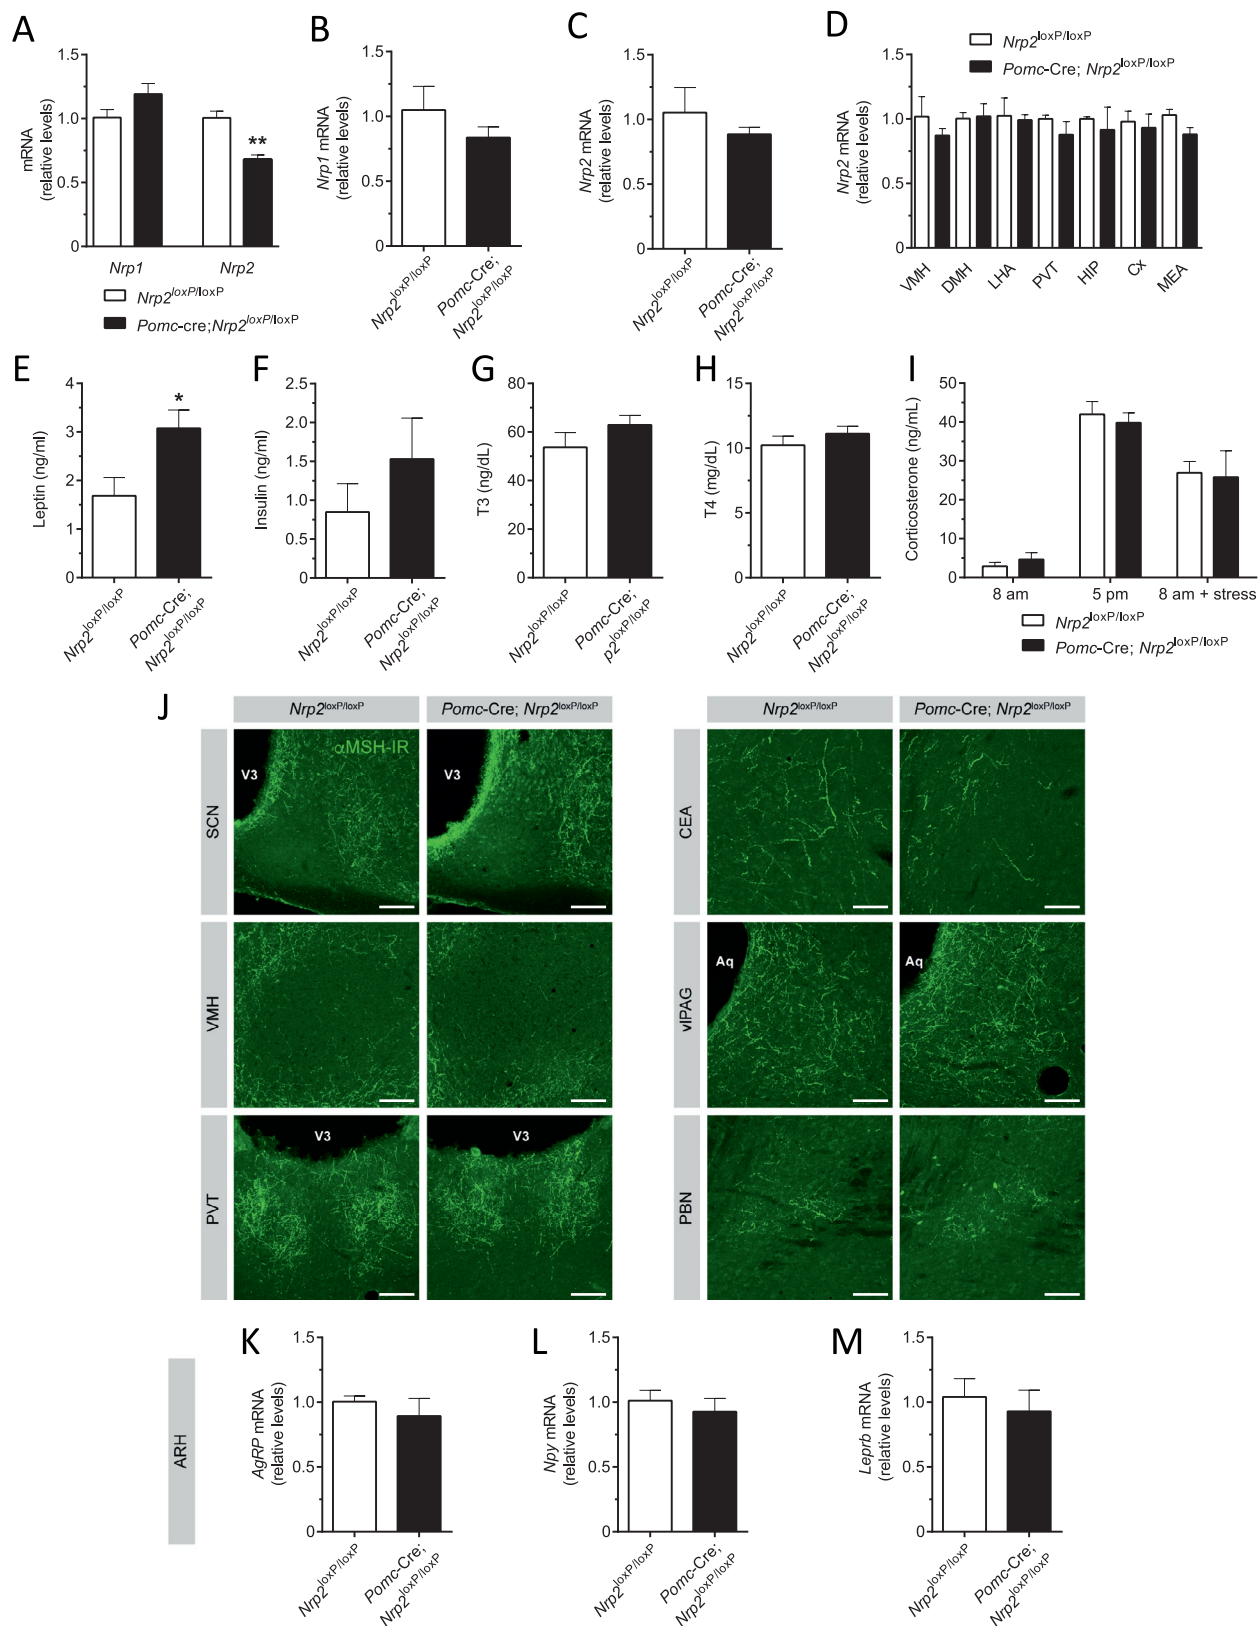 A
mRNA
(relative levels)
1.5
1.0
0.5
0
**
Nrp1
Nrp2
Nrp2loxP/loxP
Pomc-cre;Nrp2loxP/loxP
B
Nrp1 mRNA
(relative levels)
1.5
1.0
0.5
0
Nrp2loxP/loxP
Pomc-Cre;
Nrp2loxP/loxP
C
Nrp2 mRNA
(relative levels)
1.5
1.0
0.5
0
Nrp2loxP/loxP
Pomc-Cre;
Nrp2loxP/loxP
D
Nrp2loxP/loxP
Pomc-Cre; Nrp2loxP/loxP
Nrp2 mRNA
(relative levels)
1.5
1.0
0.5
0
VMH
DMH
LHA
PVT
HIP
Cx
MEA
E
Leptin (ng/ml)
4
3
2
1
0
*
Nrp2loxP/loxP
Pomc-Cre;
Nrp2loxP/loxP
F
Insulin (ng/ml)
2.5
2.0
1.5
1.0
0.5
0
Nrp2loxP/loxP
Pomc-Cre;
Nrp2loxP/loxP
G
T3 (ng/dL)
80
60
40
20
0
Nrp2loxP/loxP
Pomc-Cre;
p2loxP/loxP
H
T4 (mg/dL)
15
10
5
0
Nrp2loxP/loxP
Pomc-Cre;
Nrp2loxP/loxP
I
Corticosterone (ng/mL)
50
40
30
20
10
0
8 am
5 pm
8 am + stress
Nrp2loxP/loxP
Pomc-Cre; Nrp2loxP/loxP
J
Nrp2loxP/loxP
Pomc-Cre; Nrp2loxP/loxP
Nrp2loxP/loxP
Pomc-Cre; Nrp2loxP/loxP
SCN
αMSH-IR
V3
V3
CEA
VMH
vlPAG
Aq
Aq
PVT
V3
V3
PBN
ARH
K
AgRP mRNA
(relative levels)
1.5
1.0
0.5
0
Nrp2loxP/loxP
Pomc-Cre;
Nrp2loxP/loxP
L
Npy mRNA
(relative levels)
1.5
1.0
0.5
0
Nrp2loxP/loxP
Pomc-Cre;
Nrp2loxP/loxP
M
Leprb mRNA
(relative levels)
1.5
1.0
0.5
0
Nrp2loxP/loxP
Pomc-Cre;
Nrp2loxP/loxP